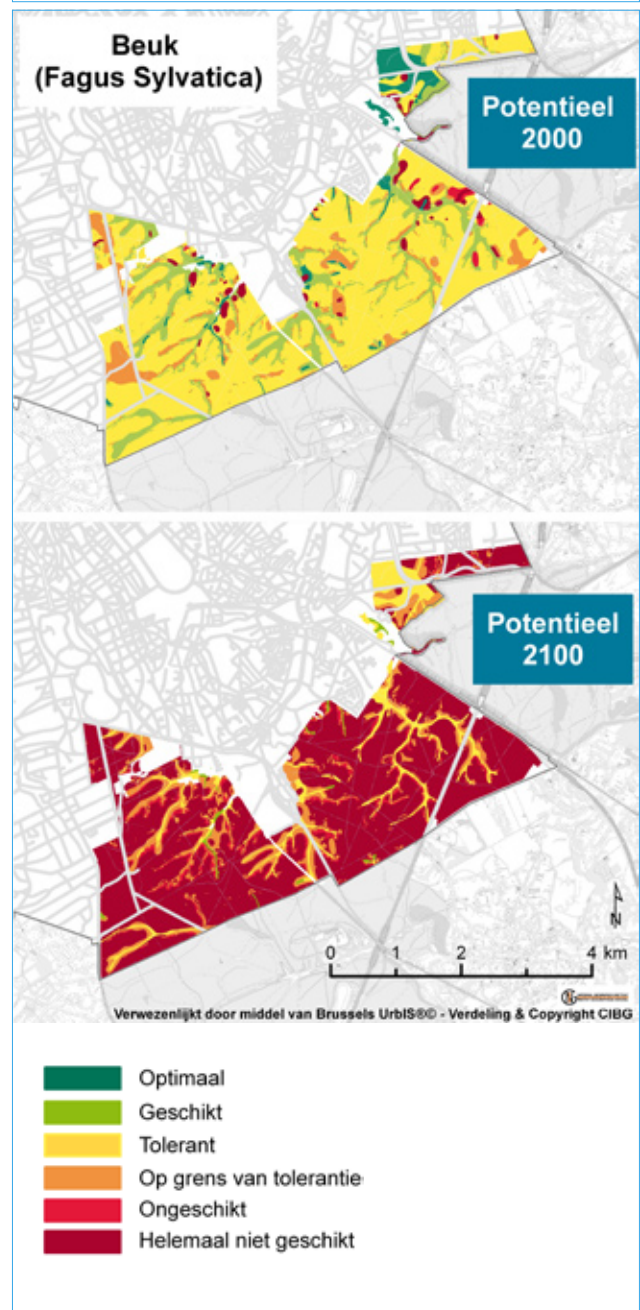 Beuk
(Fagus Sylvatica)
Potentieel
2000
Potentieel
2100
N
0 1 2 4 km
Verwezenlijkt door middel van Brussels UrbIS®© - Verdeling & Copyright CIBG
Optimaal
Geschikt
Tolerant
Op grens van tolerantie
Ongeschikt
Helemaal niet geschikt